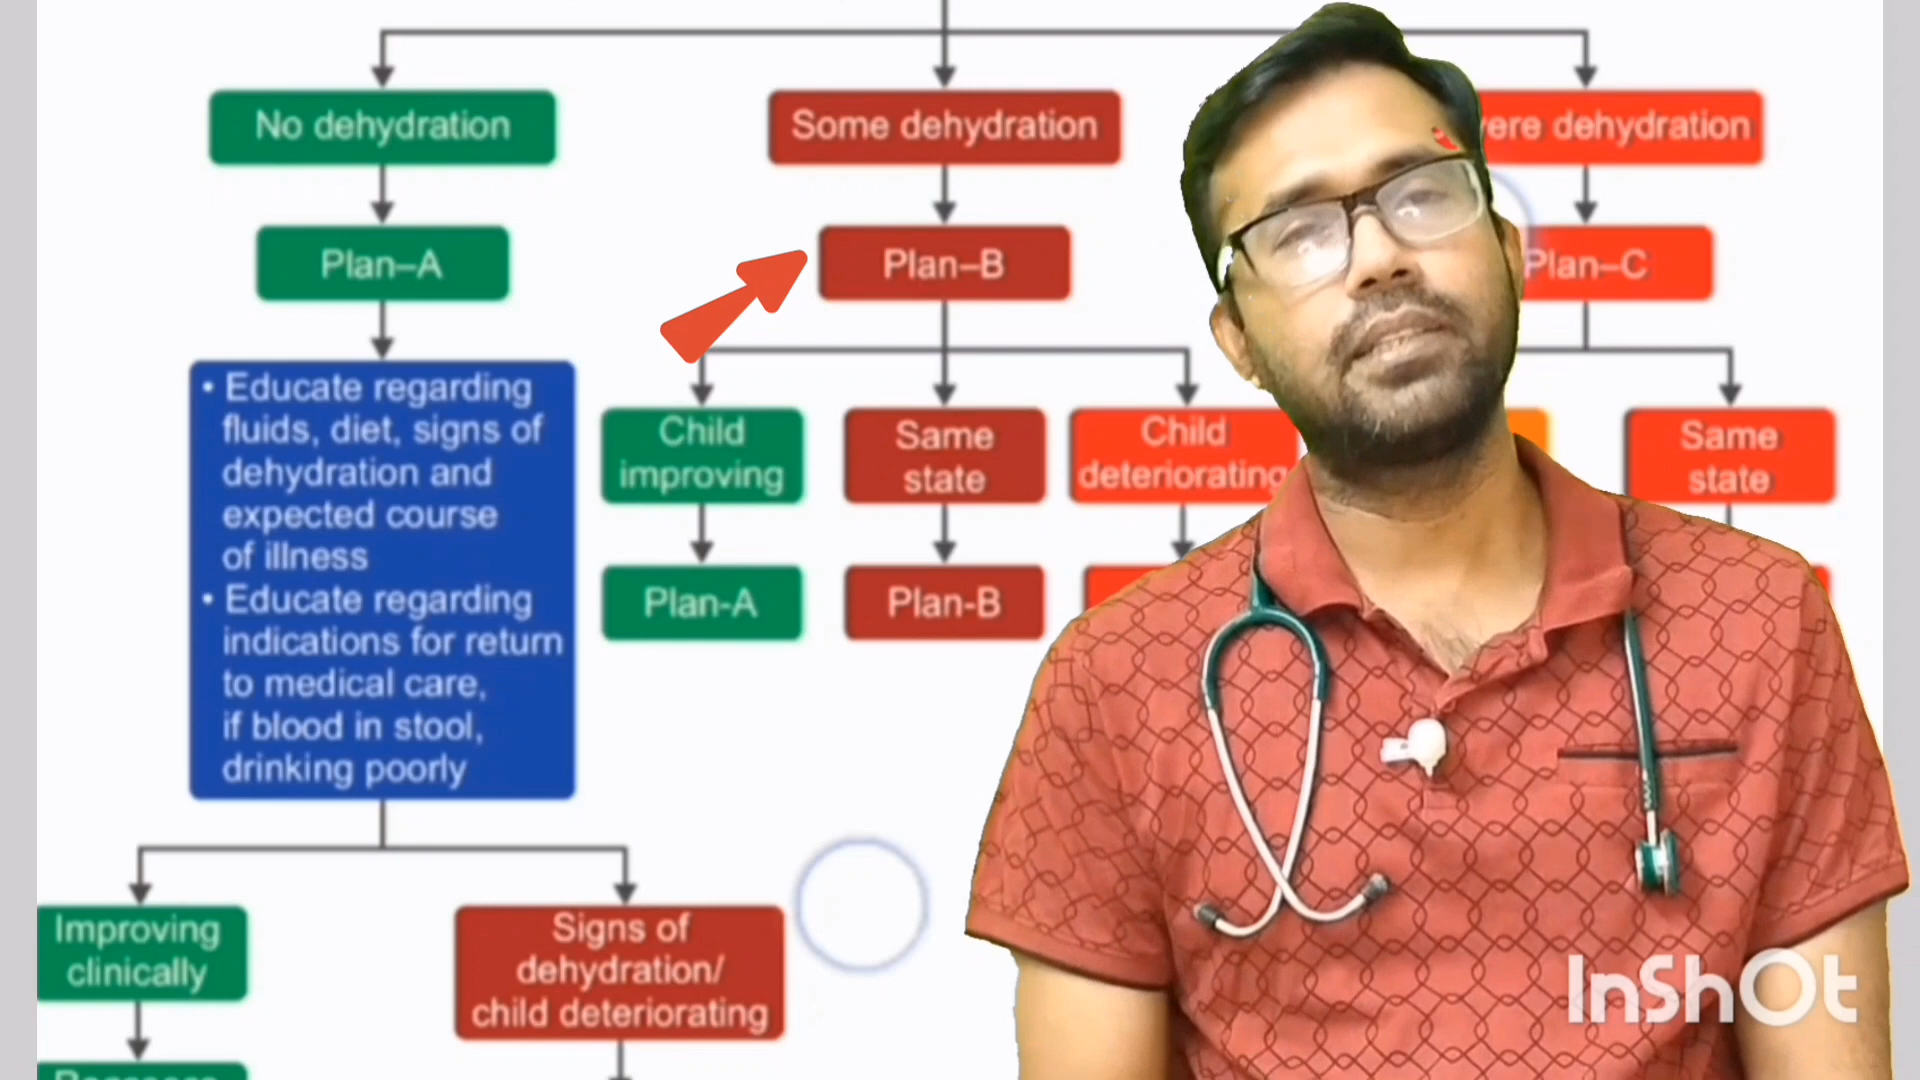 No dehydration
Some dehydration
vere dehydration
Plan–A
Plan–B
Plan–C
• Educate regarding
fluids, diet, signs of
dehydration and
expected course
of illness
• Educate regarding
indications for return
to medical care,
if blood in stool,
drinking poorly
Child
improving
Same
state
Child
deteriorating
Same
state
Plan-A
Plan-B
Improving
clinically
Signs of
dehydration/
child deteriorating
InShOt